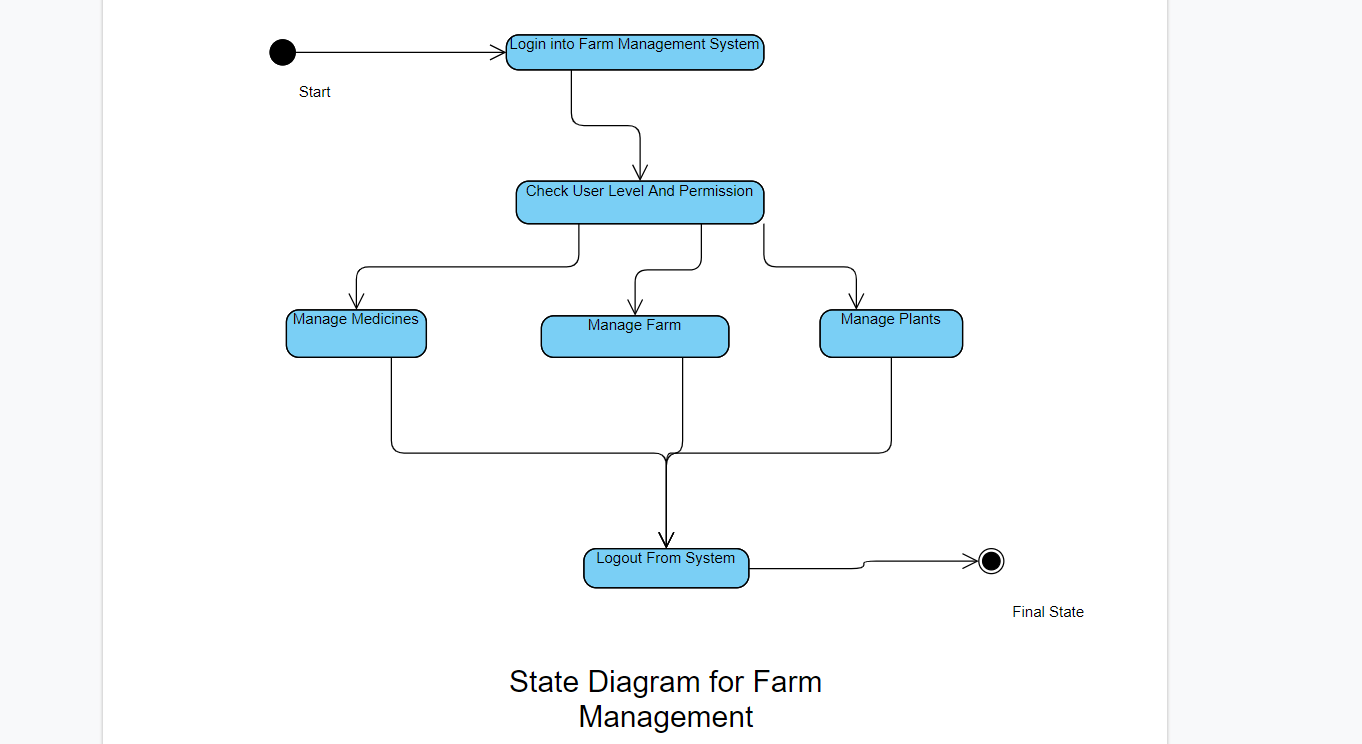 Login into Farm Management System
Start
Check User Level And Permission
Manage Medicines
Manage Farm
Manage Plants
Logout From System
Final State
State Diagram for Farm
Management